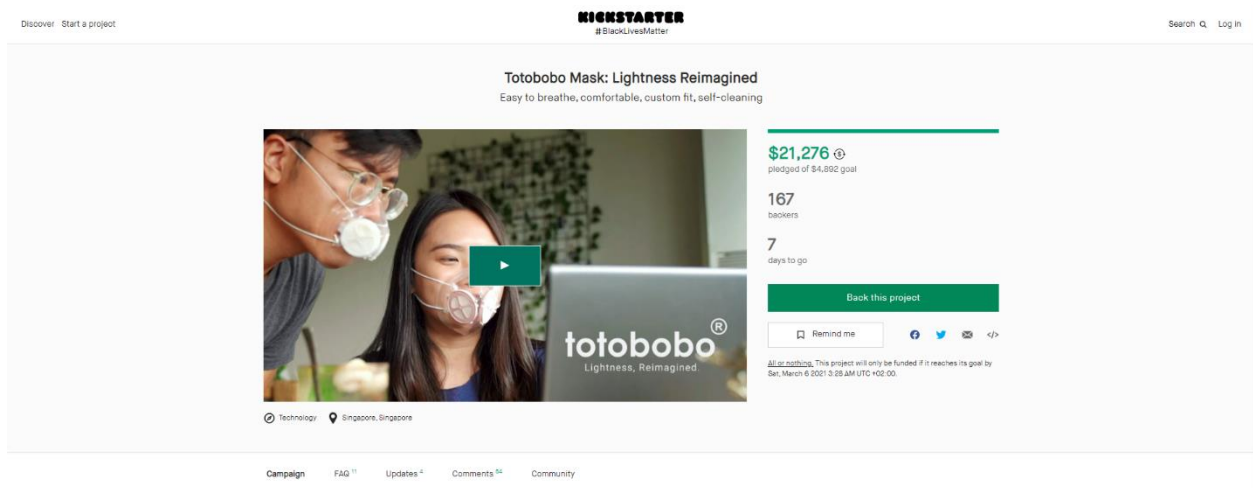 Discover Start a project
KICKSTARTER
#BlackLivesMatter
Search Log in
Totobobo Mask: Lightness Reimagined
Easy to breathe, comfortable, custom fit, self-cleaning
totobobo®
Lightness, Reimagined.
$21,276
pledged of $4,892 goal
167
backers
7
days to go
Back this project
Remind me
All or nothing. This project will only be funded if it reaches its goal by
Sat, March 6 2021 3:28 AM UTC +02:00.
Technology Singapore, Singapore
Campaign FAQ 11 Updates 4 Comments 54 Community